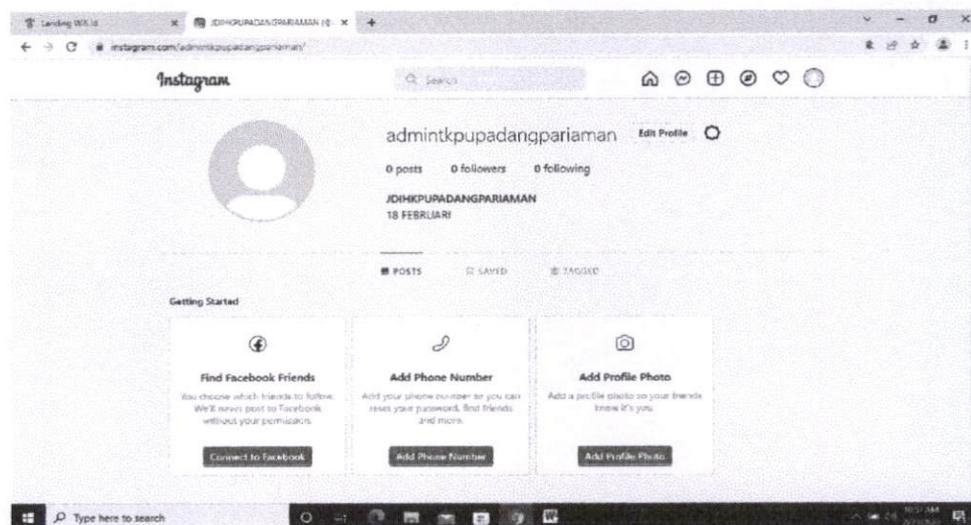 Landing Wifi.Id
JDIHKPUPADANGPARIAMAN (@
instagram.com/admintkpupadangpariaman/
Instagram
Search
admintkpupadangpariaman Edit Profile
0 posts 0 followers 0 following
JDIHKPUPADANGPARIAMAN
18 FEBRUARI
POSTS SAVED TAGGED
Getting Started
Find Facebook Friends
You choose which friends to follow.
We'll never post to Facebook
without your permission.
Connect to Facebook
Add Phone Number
Add your phone number so you can
reset your password, find friends
and more.
Add Phone Number
Add Profile Photo
Add a profile photo so your friends
know it's you.
Add Profile Photo
Type here to search